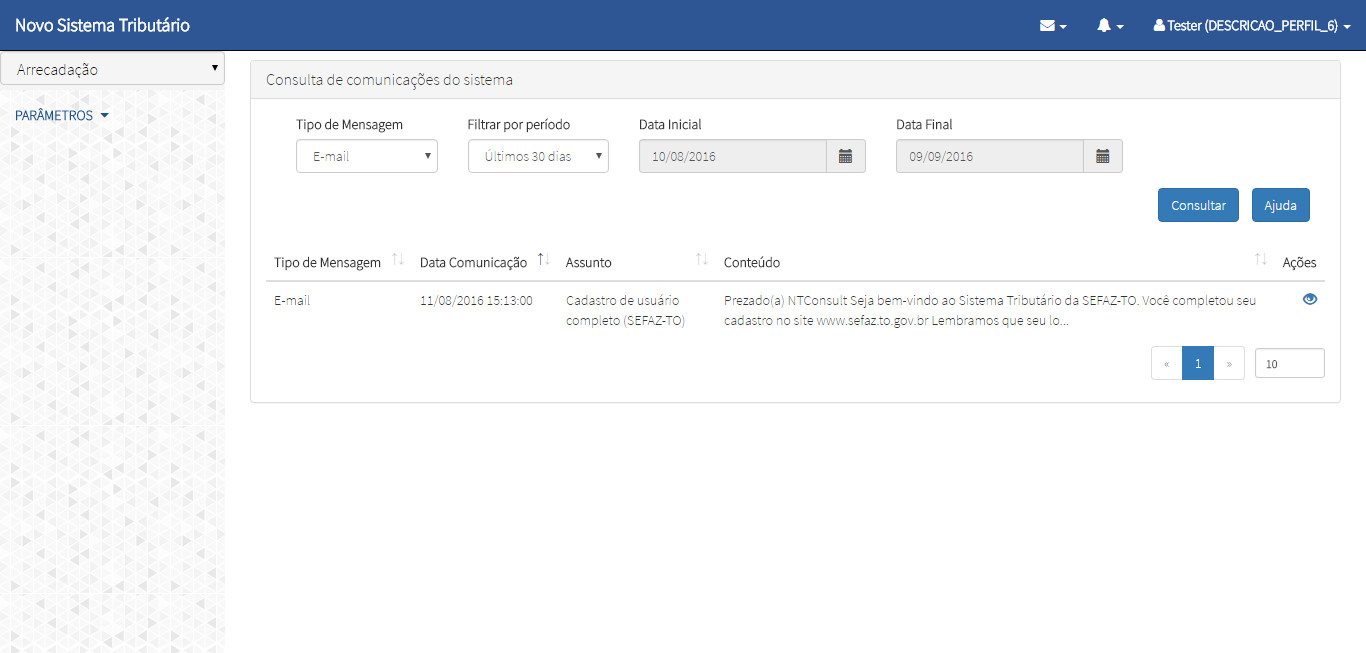 Novo Sistema Tributário
Tester (DESCRICAO_PERFIL_6)
Arrecadação
PARÂMETROS
Consulta de comunicações do sistema
Tipo de Mensagem Filtrar por período Data Inicial Data Final
E-mail Últimos 30 dias 10/08/2016 09/09/2016
Consultar Ajuda
Tipo de Mensagem Data Comunicação Assunto Conteúdo Ações
E-mail 11/08/2016 15:13:00 Cadastro de usuário Prezado(a) NTConsult Seja bem-vindo ao Sistema Tributário da SEFAZ-TO. Você completou seu
completo (SEFAZ-TO) cadastro no site www.sefaz.to.gov.br Lembramos que seu lo...
« 1 » 10